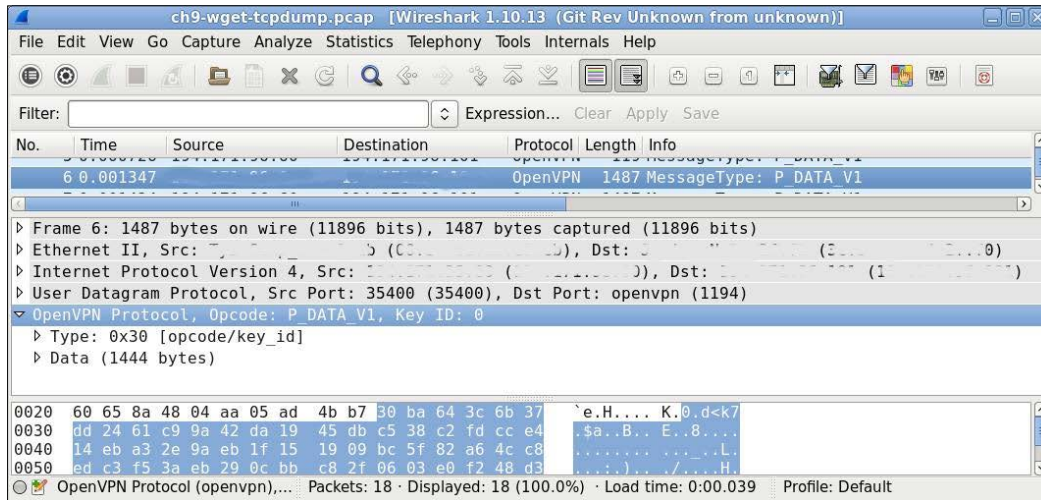 ch9-wget-tcpdump.pcap [Wireshark 1.10.13 (Git Rev Unknown from unknown)]
File Edit View Go Capture Analyze Statistics Telephony Tools Internals Help
Filter: Expression... Clear Apply Save
No. Time Source Destination Protocol Length Info
6 0.001347 OpenVPN 1487 MessageType: P_DATA_V1
Frame 6: 1487 bytes on wire (11896 bits), 1487 bytes captured (11896 bits)
Ethernet II, Src: Dst:
Internet Protocol Version 4, Src: Dst:
User Datagram Protocol, Src Port: 35400 (35400), Dst Port: openvpn (1194)
OpenVPN Protocol, Opcode: P_DATA_V1, Key ID: 0
Type: 0x30 [opcode/key_id]
Data (1444 bytes)
0020 60 65 8a 48 04 aa 05 ad 4b b7 30 ba 64 3c 6b 37 `e.H.... K.0.d<k7
0030 dd 24 61 c9 9a 42 da 19 45 db c5 38 c2 fd cc e4 .$a..B.. E..8....
0040 14 eb a3 2e 9a eb 1f 15 19 09 bc 5f 82 a6 4c c8 ........ ..._..L.
0050 ed c3 f5 3a eb 29 0c bb c8 2f 06 03 e0 f2 48 d3 ...:.).. ./....H.
OpenVPN Protocol (openvpn),... Packets: 18 · Displayed: 18 (100.0%) · Load time: 0:00.039 Profile: Default